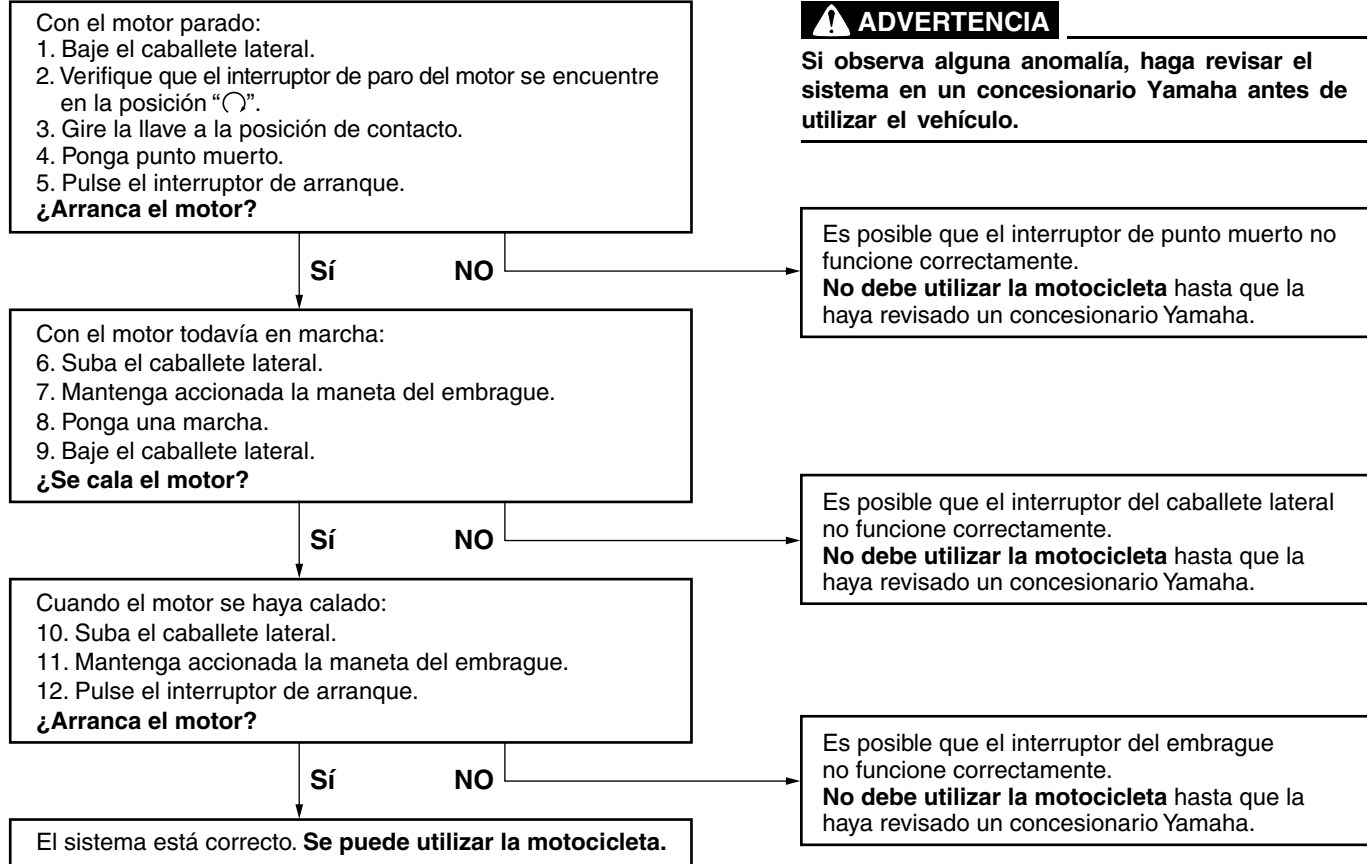 Con el motor parado:
1. Baje el caballete lateral.
2. Verifique que el interruptor de paro del motor se encuentre
en la posición “○”.
3. Gire la llave a la posición de contacto.
4. Ponga punto muerto.
5. Pulse el interruptor de arranque.
¿Arranca el motor?
ADVERTENCIA
Si observa alguna anomalía, haga revisar el
sistema en un concesionario Yamaha antes de
utilizar el vehículo.
Sí
NO
Es posible que el interruptor de punto muerto no
funcione correctamente.
No debe utilizar la motocicleta hasta que la
haya revisado un concesionario Yamaha.
Con el motor todavía en marcha:
6. Suba el caballete lateral.
7. Mantenga accionada la maneta del embrague.
8. Ponga una marcha.
9. Baje el caballete lateral.
¿Se cala el motor?
Sí
NO
Es posible que el interruptor del caballete lateral
no funcione correctamente.
No debe utilizar la motocicleta hasta que la
haya revisado un concesionario Yamaha.
Cuando el motor se haya calado:
10. Suba el caballete lateral.
11. Mantenga accionada la maneta del embrague.
12. Pulse el interruptor de arranque.
¿Arranca el motor?
Sí
NO
Es posible que el interruptor del embrague
no funcione correctamente.
No debe utilizar la motocicleta hasta que la
haya revisado un concesionario Yamaha.
El sistema está correcto. Se puede utilizar la motocicleta.